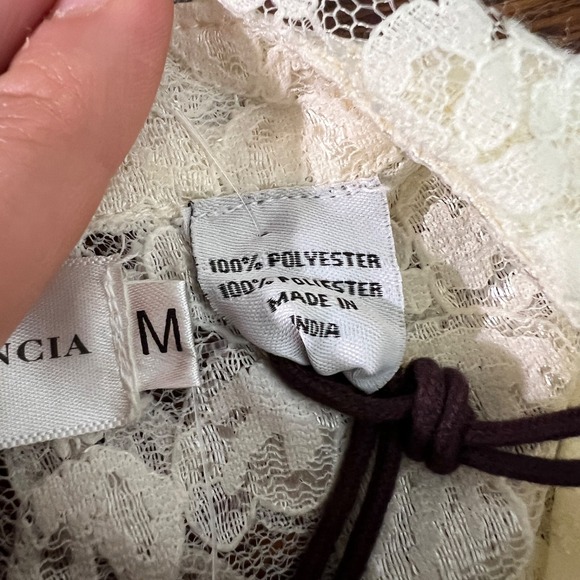 NCIA
M
100% POLYESTER
100% POLYESTER
MADE IN
INDIA